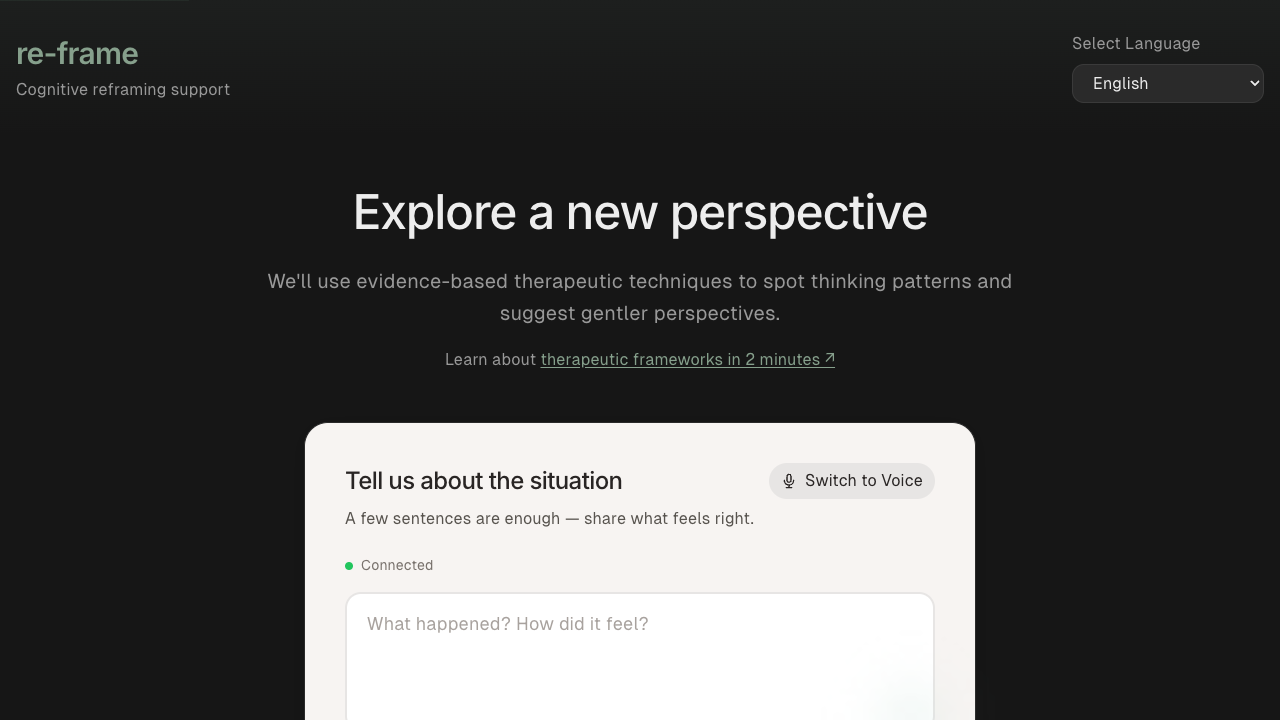 re-frame
Cognitive reframing support
Select Language
English
Explore a new perspective
We'll use evidence-based therapeutic techniques to spot thinking patterns and
suggest gentler perspectives.
Learn about therapeutic frameworks in 2 minutes ↗
Tell us about the situation
Switch to Voice
A few sentences are enough — share what feels right.
Connected
What happened? How did it feel?